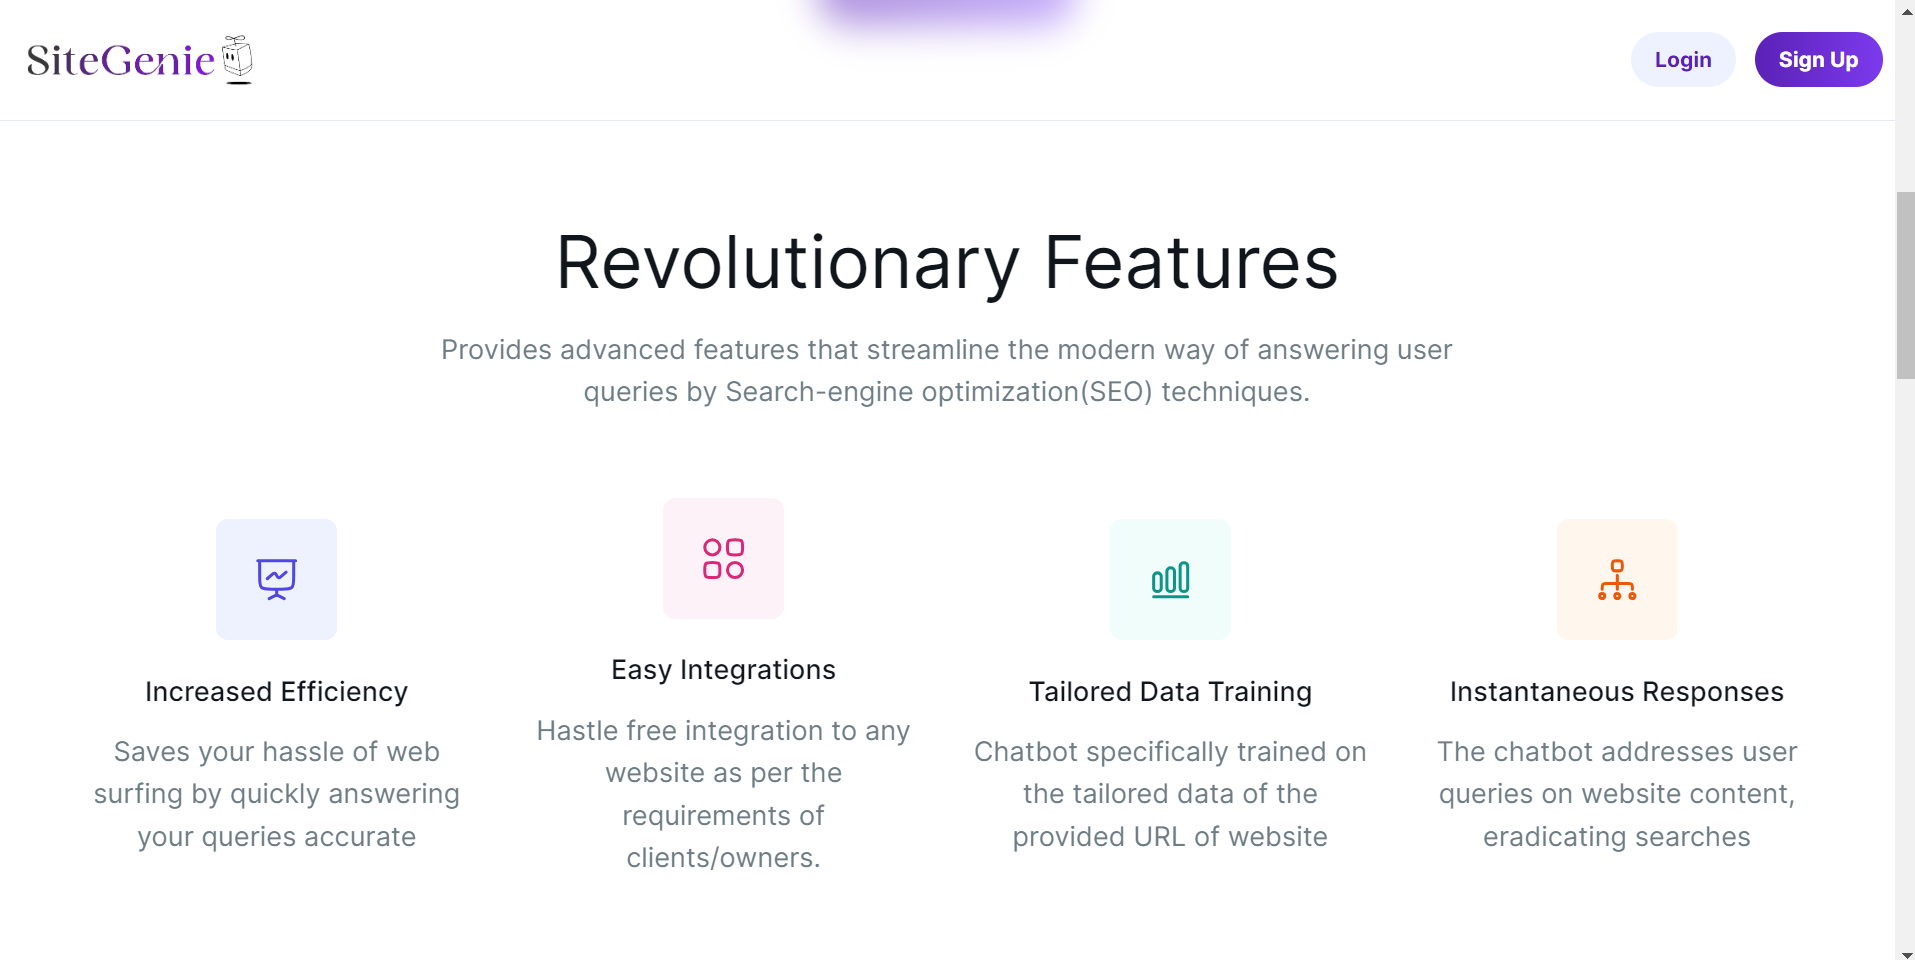 SiteGenie
Login
Sign Up
Revolutionary Features
Provides advanced features that streamline the modern way of answering user
queries by Search-engine optimization(SEO) techniques.
Increased Efficiency
Saves your hassle of web
surfing by quickly answering
your queries accurate
Easy Integrations
Hastle free integration to any
website as per the
requirements of
clients/owners.
Tailored Data Training
Chatbot specifically trained on
the tailored data of the
provided URL of website
Instantaneous Responses
The chatbot addresses user
queries on website content,
eradicating searches